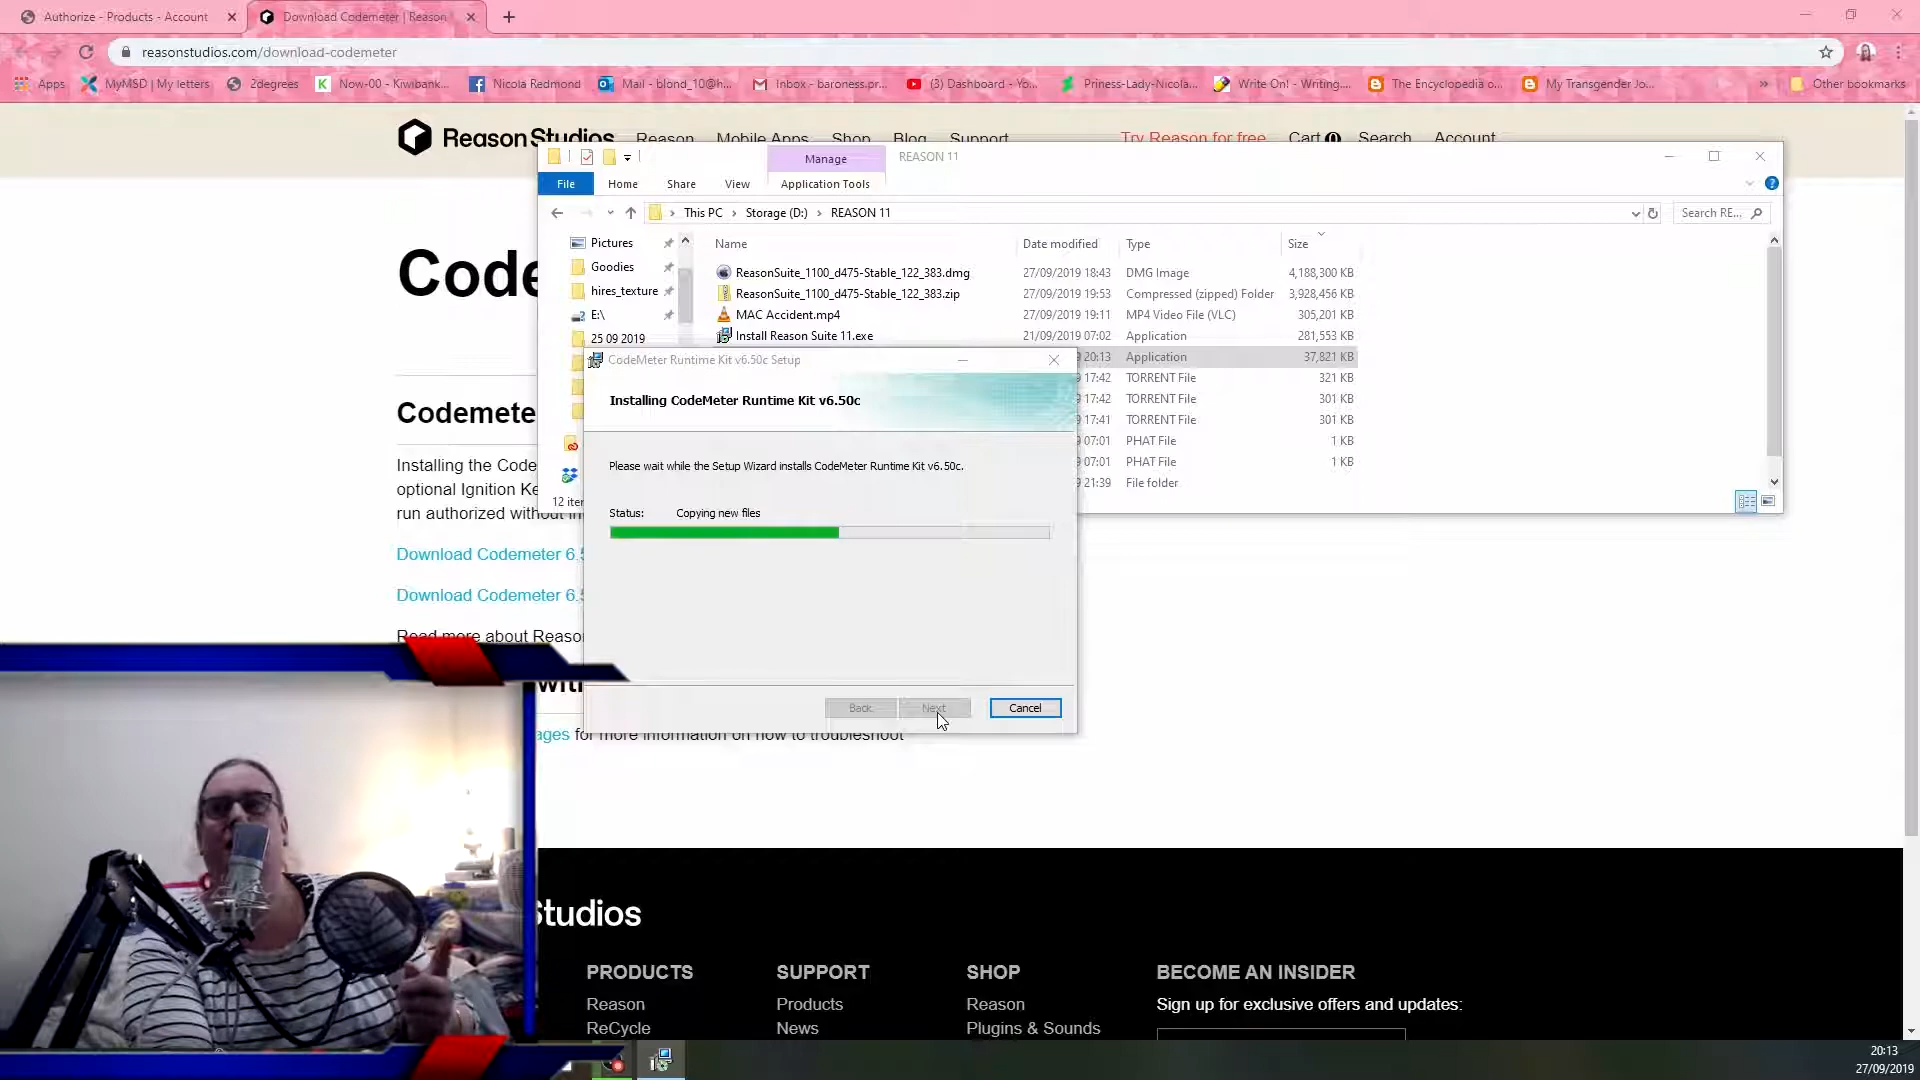 Authorize - Products - Account
Download Codemeter | Reason
reasonstudios.com/download-codemeter
Apps
MyMSD | My letters
2degrees
Now-00 - Kiwibank...
Nicola Redmond
Mail - blond_10@h...
Inbox - baroness.pr...
(3) Dashboard - Yo...
Priness-Lady-Nicola...
Write On! - Writing....
The Encyclopedia o...
My Transgender Jo...
»
Other bookmarks
ReasonStudios
Reason
Mobile Apps
Shop
Blog
Support
Try Reason for free
Cart 0
Search
Account
Manage
REASON 11
File
Home
Share
View
Application Tools
This PC > Storage (D:) > REASON 11
Search RE...
Pictures
Goodies
hires_texture
E:\
25 09 2019
12 iter
Name
Date modified
Type
Size
ReasonSuite_1100_d475-Stable_122_383.dmg
27/09/2019 18:43
DMG Image
4,188,300 KB
ReasonSuite_1100_d475-Stable_122_383.zip
27/09/2019 19:53
Compressed (zipped) Folder
3,928,456 KB
MAC Accident.mp4
27/09/2019 19:11
MP4 Video File (VLC)
305,201 KB
Install Reason Suite 11.exe
21/09/2019 07:02
Application
281,553 KB
9 20:13
Application
37,821 KB
9 17:42
TORRENT File
321 KB
9 17:42
TORRENT File
301 KB
9 17:41
TORRENT File
301 KB
9 07:01
PHAT File
1 KB
9 07:01
PHAT File
1 KB
9 21:39
File folder
CodeMeter Runtime Kit v6.50c Setup
Installing CodeMeter Runtime Kit v6.50c
Please wait while the Setup Wizard installs CodeMeter Runtime Kit v6.50c.
Status:
Copying new files
Back
Next
Cancel
Code
Codemete
Installing the Code
optional Ignition Ke
run authorized without in
Download Codemeter 6.5
Download Codemeter 6.5
Read more about Reaso
with
ages for more information on how to troubleshoot
Studios
PRODUCTS
Reason
ReCycle
SUPPORT
Products
News
SHOP
Reason
Plugins & Sounds
BECOME AN INSIDER
Sign up for exclusive offers and updates:
20:13
27/09/2019